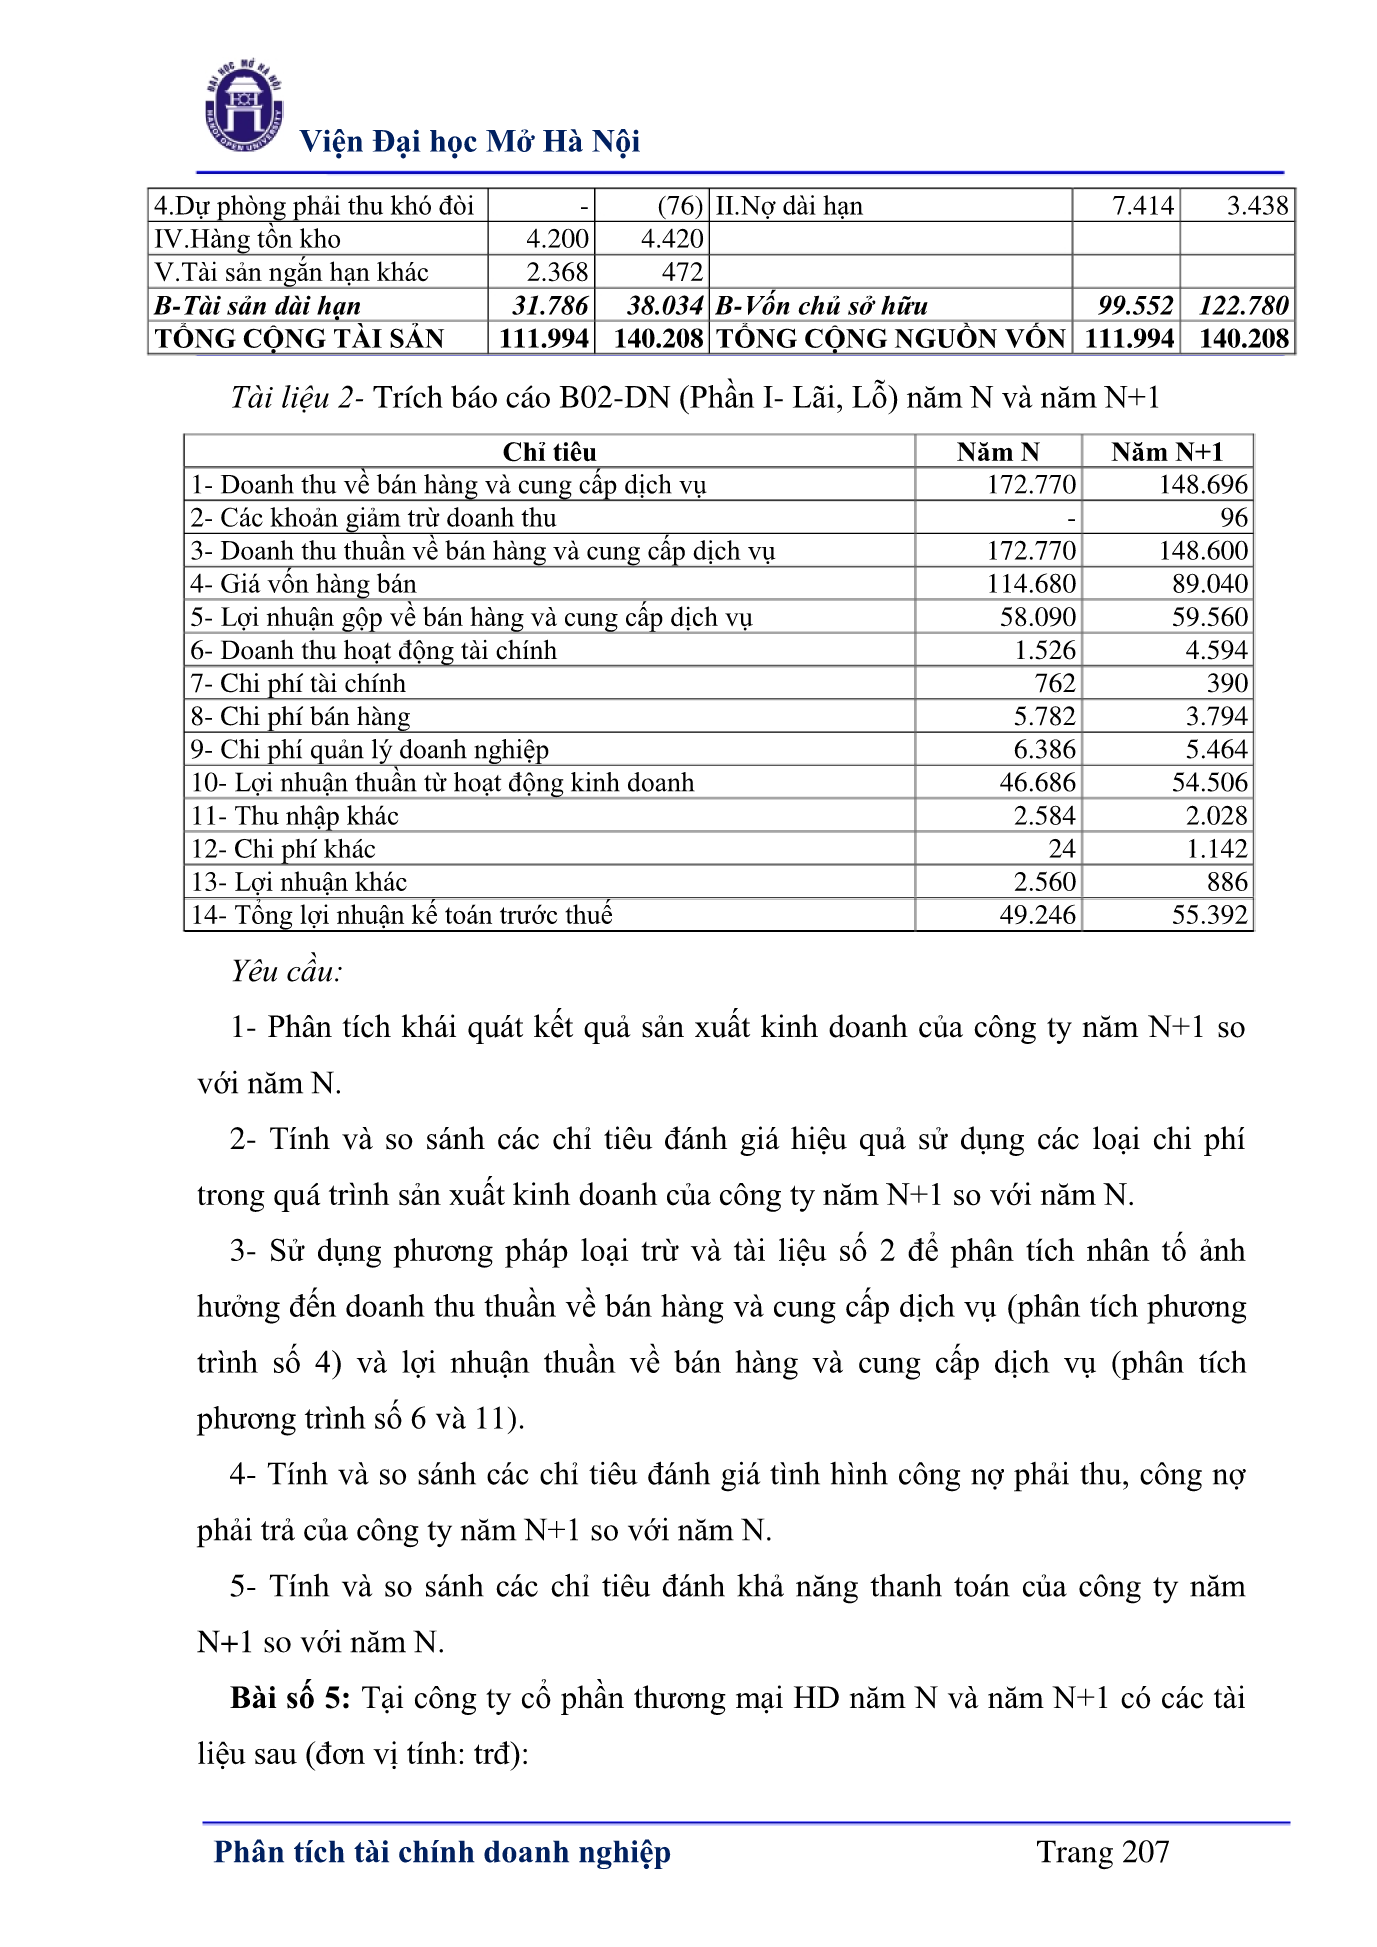 ĐẠI HỌC MỞ HÀ NỘI
HANOI OPEN UNIVERSITY
Viện Đại học Mở Hà Nội
4.Dự phòng phải thu khó đòi - (76) II.Nợ dài hạn 7.414 3.438
IV.Hàng tồn kho 4.200 4.420
V.Tài sản ngắn hạn khác 2.368 472
B-Tài sản dài hạn 31.786 38.034 B-Vốn chủ sở hữu 99.552 122.780
TỔNG CỘNG TÀI SẢN 111.994 140.208 TỔNG CỘNG NGUỒN VỐN 111.994 140.208
Tài liệu 2- Trích báo cáo B02-DN (Phần I- Lãi, Lỗ) năm N và năm N+1
Chỉ tiêu Năm N Năm N+1
1- Doanh thu về bán hàng và cung cấp dịch vụ 172.770 148.696
2- Các khoản giảm trừ doanh thu - 96
3- Doanh thu thuần về bán hàng và cung cấp dịch vụ 172.770 148.600
4- Giá vốn hàng bán 114.680 89.040
5- Lợi nhuận gộp về bán hàng và cung cấp dịch vụ 58.090 59.560
6- Doanh thu hoạt động tài chính 1.526 4.594
7- Chi phí tài chính 762 390
8- Chi phí bán hàng 5.782 3.794
9- Chi phí quản lý doanh nghiệp 6.386 5.464
10- Lợi nhuận thuần từ hoạt động kinh doanh 46.686 54.506
11- Thu nhập khác 2.584 2.028
12- Chi phí khác 24 1.142
13- Lợi nhuận khác 2.560 886
14- Tổng lợi nhuận kế toán trước thuế 49.246 55.392
Yêu cầu:
1- Phân tích khái quát kết quả sản xuất kinh doanh của công ty năm N+1 so
với năm N.
2- Tính và so sánh các chỉ tiêu đánh giá hiệu quả sử dụng các loại chi phí
trong quá trình sản xuất kinh doanh của công ty năm N+1 so với năm N.
3- Sử dụng phương pháp loại trừ và tài liệu số 2 để phân tích nhân tố ảnh
hưởng đến doanh thu thuần về bán hàng và cung cấp dịch vụ (phân tích phương
trình số 4) và lợi nhuận thuần về bán hàng và cung cấp dịch vụ (phân tích
phương trình số 6 và 11).
4- Tính và so sánh các chỉ tiêu đánh giá tình hình công nợ phải thu, công nợ
phải trả của công ty năm N+1 so với năm N.
5- Tính và so sánh các chỉ tiêu đánh khả năng thanh toán của công ty năm
N+1 so với năm N.
Bài số 5: Tại công ty cổ phần thương mại HD năm N và năm N+1 có các tài
liệu sau (đơn vị tính: trđ):
Phân tích tài chính doanh nghiệp Trang 207